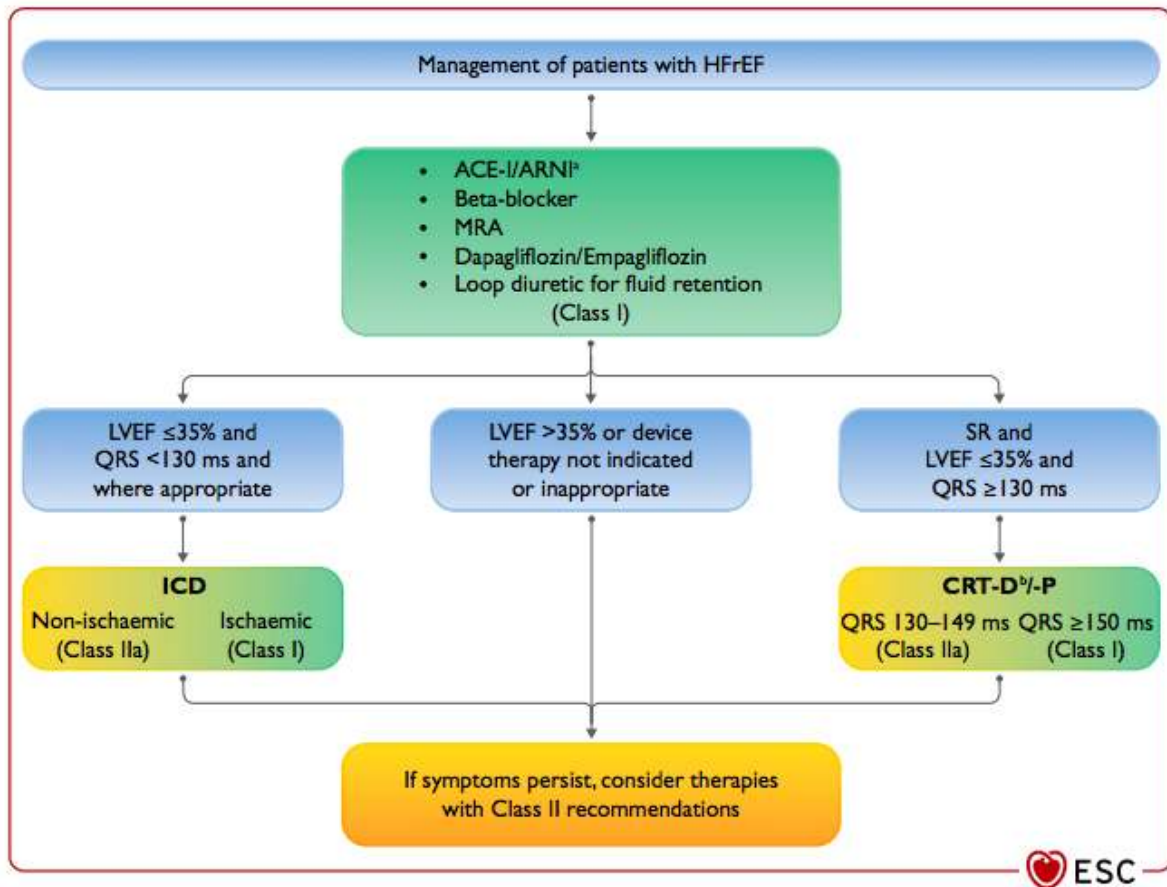 Management of patients with HFrEF
• ACE-I/ARNIᵃ
• Beta-blocker
• MRA
• Dapagliflozin/Empagliflozin
• Loop diuretic for fluid retention
(Class I)
LVEF ≤35% and
QRS <130 ms and
where appropriate
LVEF >35% or device
therapy not indicated
or inappropriate
SR and
LVEF ≤35% and
QRS ≥130 ms
ICD
Non-ischaemic Ischaemic
(Class IIa) (Class I)
CRT-Dᵇ/-P
QRS 130–149 ms QRS ≥150 ms
(Class IIa) (Class I)
If symptoms persist, consider therapies
with Class II recommendations
ESC